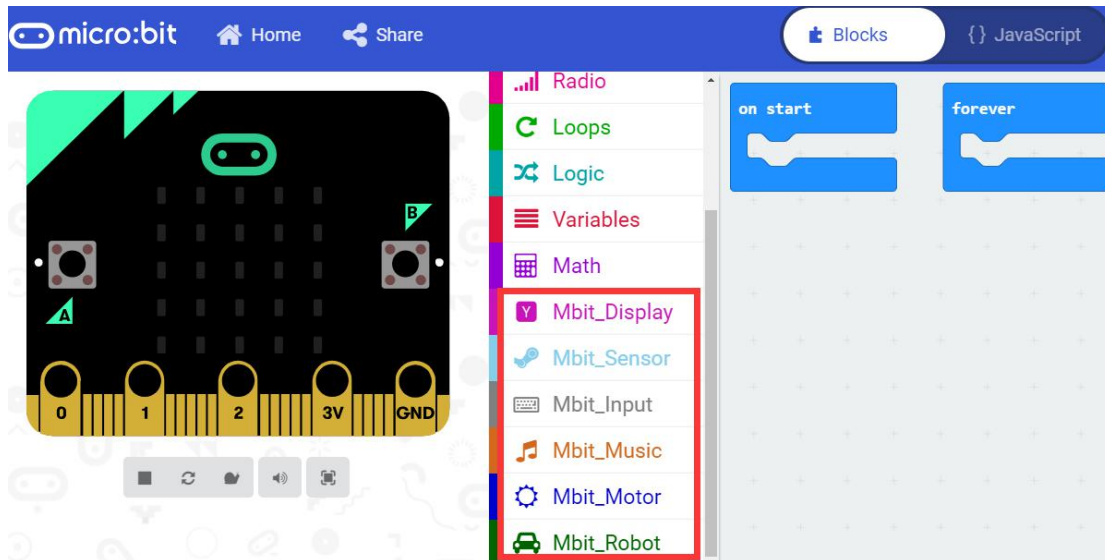 micro:bit Home Share Blocks {} JavaScript
Radio
Loops
Logic
Variables
Math
Mbit_Display
Mbit_Sensor
Mbit_Input
Mbit_Music
Mbit_Motor
Mbit_Robot
on start forever
B
A
0 1 2 3V GND
Y